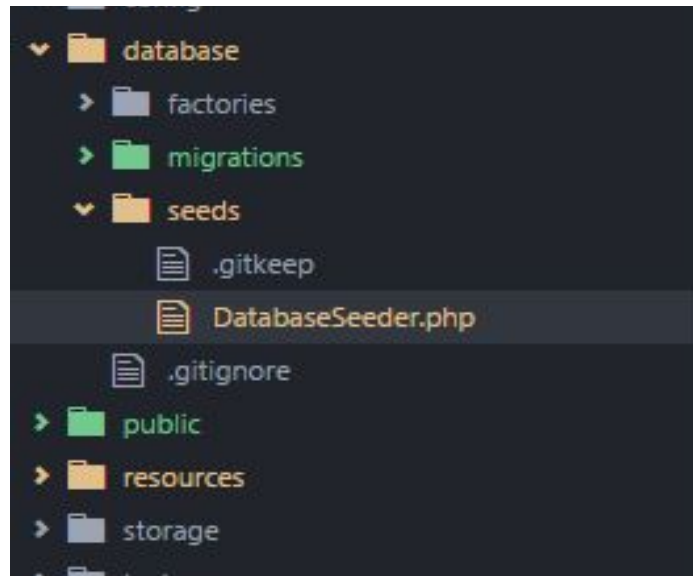 database
factories
migrations
seeds
.gitkeep
DatabaseSeeder.php
.gitignore
public
resources
storage